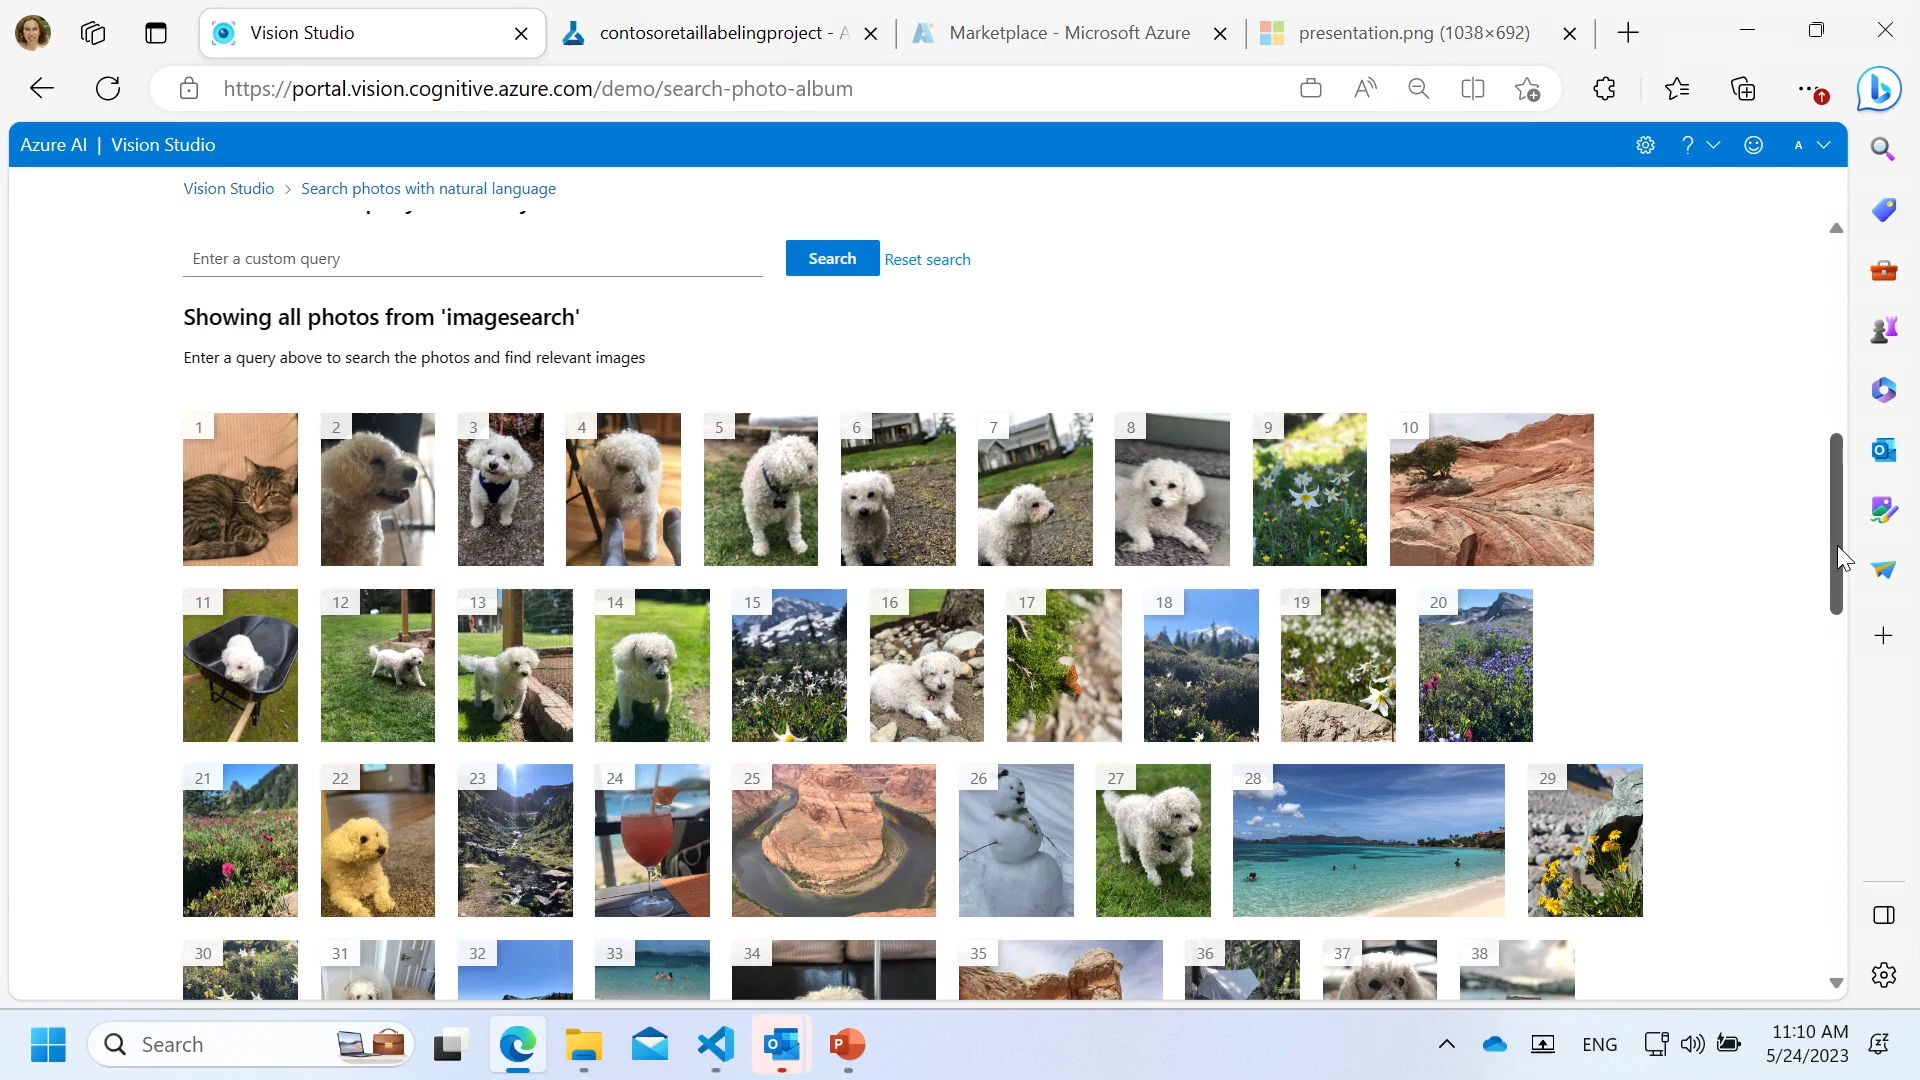 Vision Studio
contosoretaillabelingproject - A
Marketplace - Microsoft Azure
presentation.png (1038×692)
https://portal.vision.cognitive.azure.com/demo/search-photo-album
Azure AI | Vision Studio
? A
Vision Studio > Search photos with natural language
Enter a custom query
Search
Reset search
Showing all photos from 'imagesearch'
Enter a query above to search the photos and find relevant images
1 2 3 4 5 6 7 8 9 10
11 12 13 14 15 16 17 18 19 20
21 22 23 24 25 26 27 28 29
30 31 32 33 34 35 36 37 38
Search
ENG
11:10 AM
5/24/2023